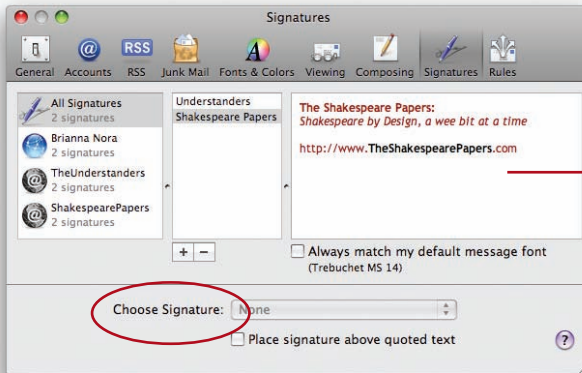 Signatures
General Accounts RSS Junk Mail Fonts & Colors Viewing Composing Signatures Rules
RSS
All Signatures
2 signatures
Brianna Nora
2 signatures
TheUnderstanders
2 signatures
ShakespearePapers
2 signatures
Understanders
Shakespeare Papers
The Shakespeare Papers:
Shakespeare by Design, a wee bit at a time
http://www.TheShakespearePapers.com
+ −
Always match my default message font
(Trebuchet MS 14)
Choose Signature: None
Place signature above quoted text
?